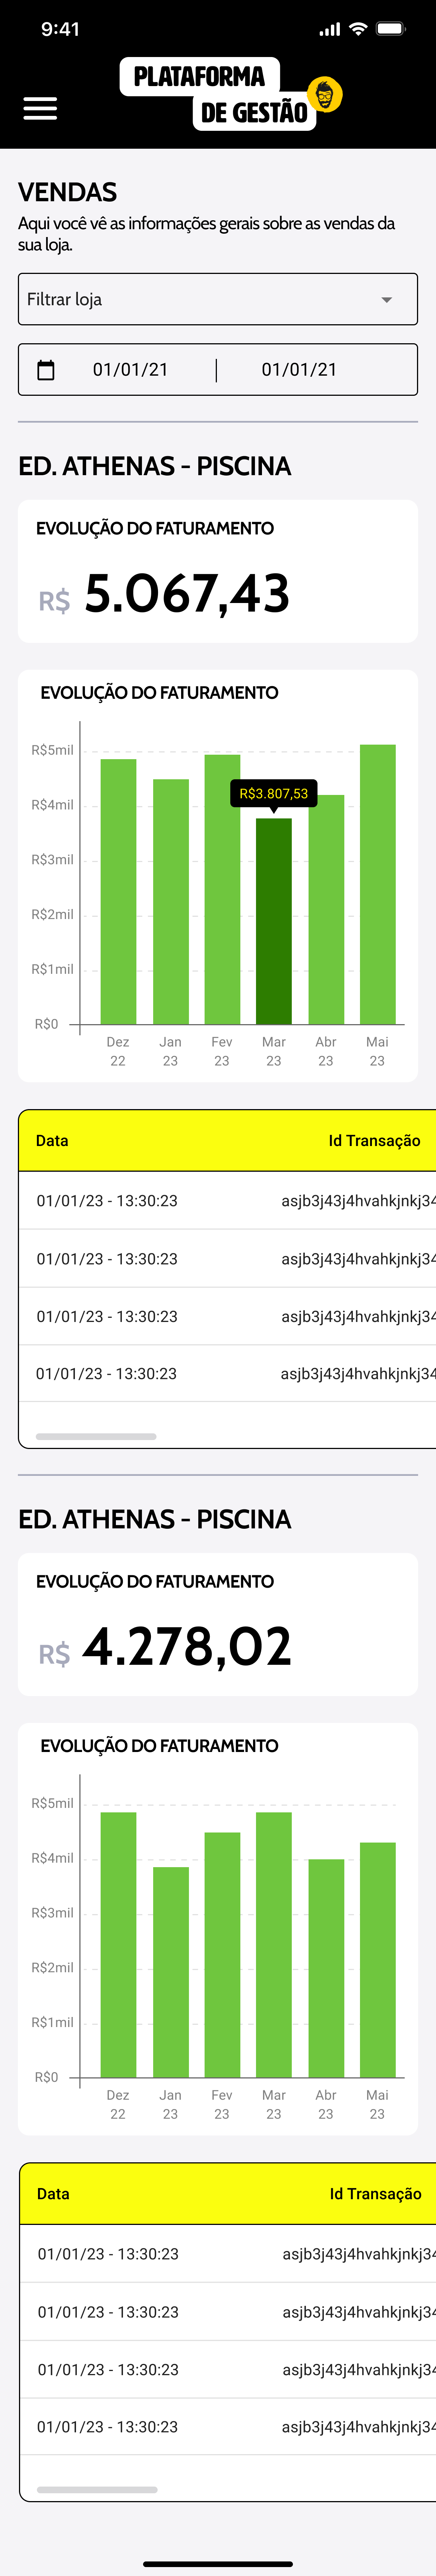 9:41
PLATAFORMA
DE GESTÃO
VENDAS
Aqui você vê as informações gerais sobre as vendas da
sua loja.
Filtrar loja
01/01/21 01/01/21
ED. ATHENAS - PISCINA
EVOLUÇÃO DO FATURAMENTO
R$ 5.067,43
EVOLUÇÃO DO FATURAMENTO
R$5mil
R$3.807,53
R$4mil
R$3mil
R$2mil
R$1mil
R$0
Dez Jan Fev Mar Abr Mai
22 23 23 23 23 23
Data Id Transação
01/01/23 - 13:30:23 asjb3j43j4hvahkjnkj34
01/01/23 - 13:30:23 asjb3j43j4hvahkjnkj34
01/01/23 - 13:30:23 asjb3j43j4hvahkjnkj34
01/01/23 - 13:30:23 asjb3j43j4hvahkjnkj34
ED. ATHENAS - PISCINA
EVOLUÇÃO DO FATURAMENTO
R$ 4.278,02
EVOLUÇÃO DO FATURAMENTO
R$5mil
R$4mil
R$3mil
R$2mil
R$1mil
R$0
Dez Jan Fev Mar Abr Mai
22 23 23 23 23 23
Data Id Transação
01/01/23 - 13:30:23 asjb3j43j4hvahkjnkj34
01/01/23 - 13:30:23 asjb3j43j4hvahkjnkj34
01/01/23 - 13:30:23 asjb3j43j4hvahkjnkj34
01/01/23 - 13:30:23 asjb3j43j4hvahkjnkj34